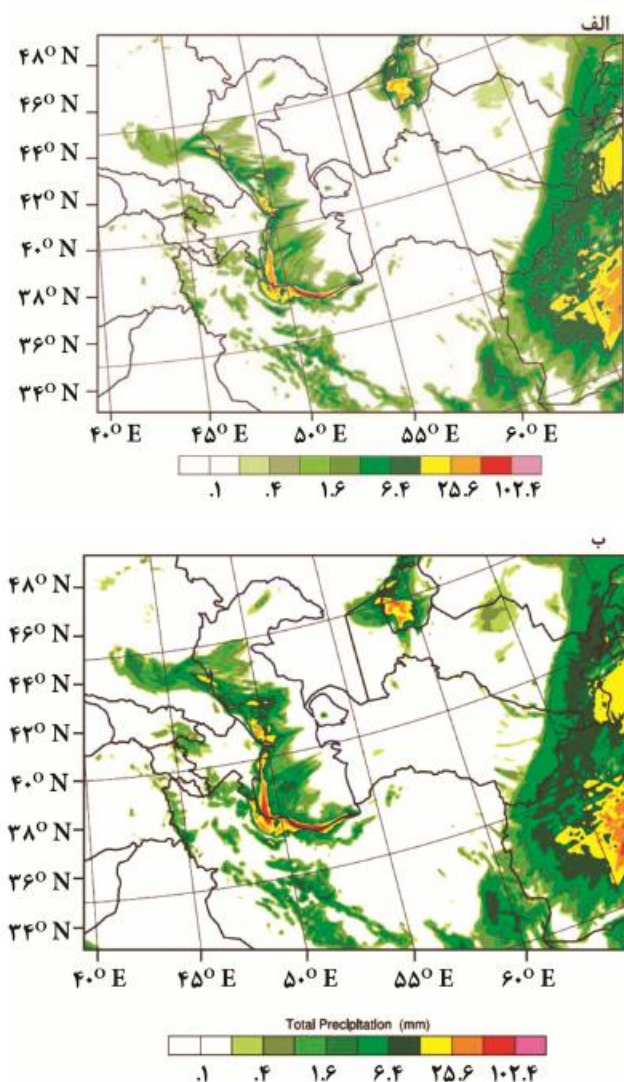 الف
۴۸° N
۴۶° N
۴۴° N
۴۲° N
۴۰° N
۳۸° N
۳۶° N
۳۴° N
۴۰° E ۴۵° E ۵۰° E ۵۵° E ۶۰° E
.۱ .۴ ۱.۶ ۶.۴ ۲۵.۶ ۱۰۲.۴
ب
۴۸° N
۴۶° N
۴۴° N
۴۲° N
۴۰° N
۳۸° N
۳۶° N
۳۴° N
۴۰° E ۴۵° E ۵۰° E ۵۵° E ۶۰° E
Total Precipitation (mm)
.۱ .۴ ۱.۶ ۶.۴ ۲۵.۶ ۱۰۲.۴